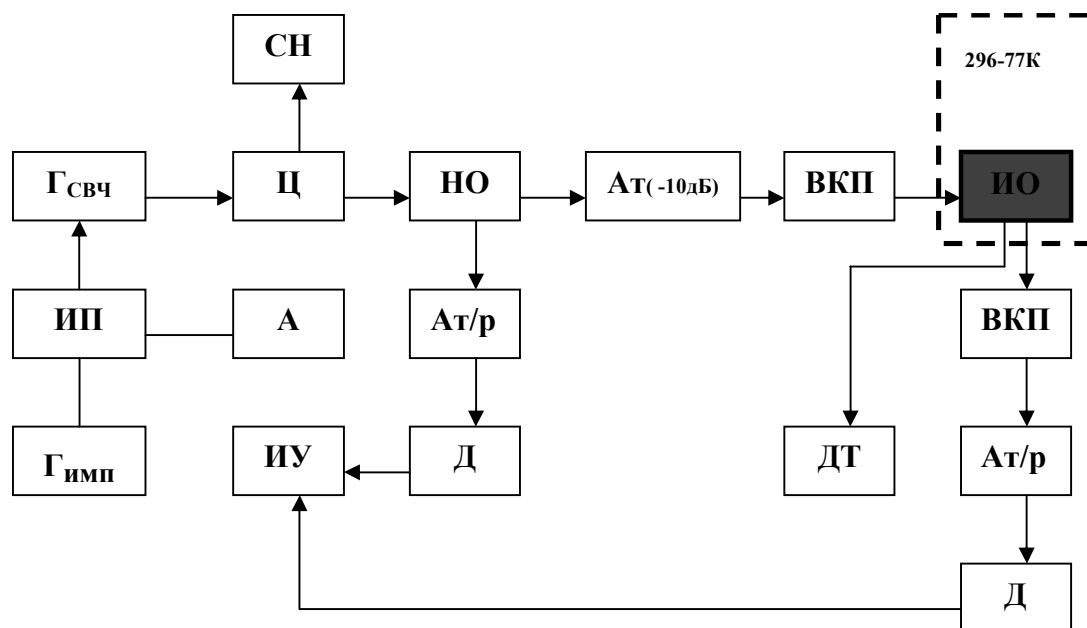 СН
296-77К
ГСВЧ
Ц
НО
Ат( -10дБ)
ВКП
ИО
ИП
А
Ат/р
ВКП
Гимп
ИУ
Д
ДТ
Ат/р
Д